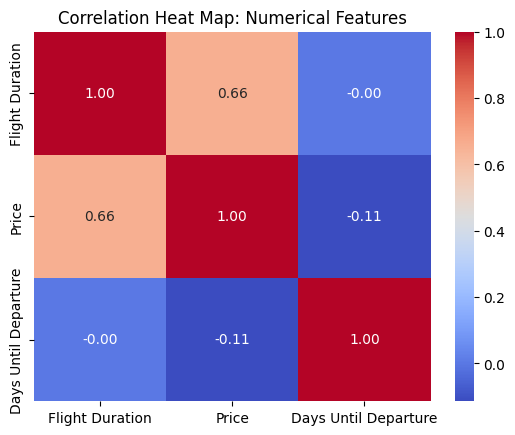 Correlation Heat Map: Numerical Features
Flight Duration
1.00
0.66
-0.00
Price
0.66
1.00
-0.11
Days Until Departure
-0.00
-0.11
1.00
Flight Duration
Price
Days Until Departure
1.0
0.8
0.6
0.4
0.2
0.0